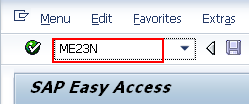 Menu Edit Favorites Extras
ME23N
SAP Easy Access